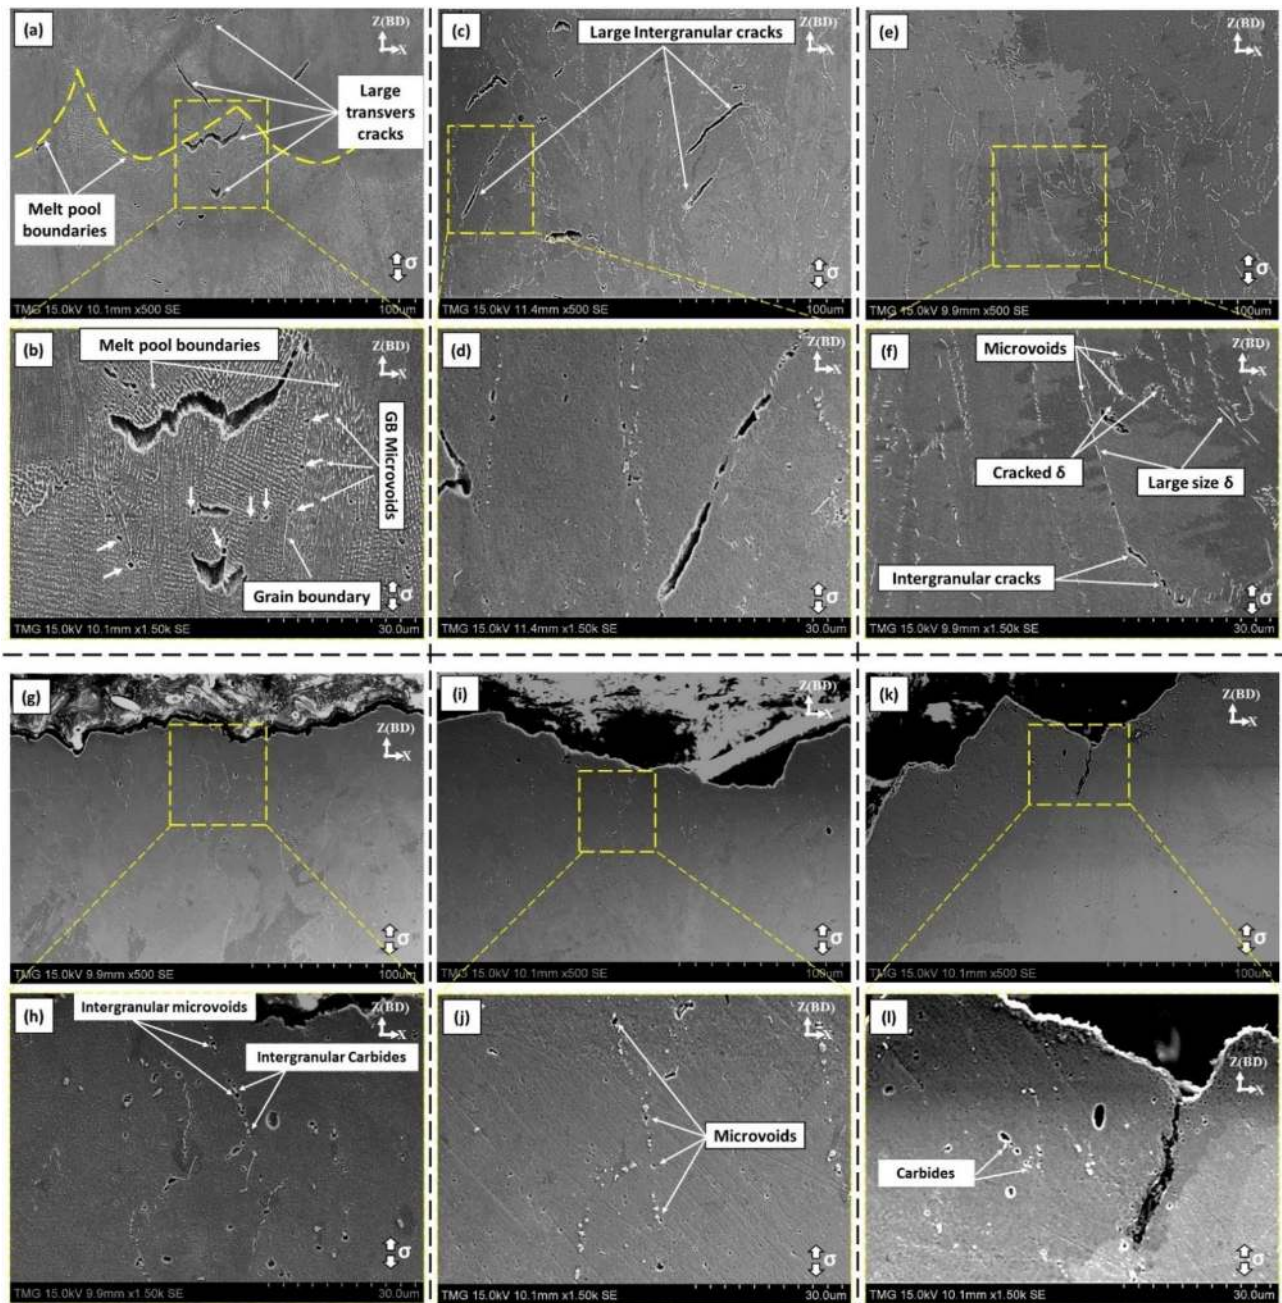 (a)
Z(BD)
X
Large
transvers
cracks
Melt pool
boundaries
σ
TMG 15.0kV 10.1mm x500 SE
100um
(c)
Large Intergranular cracks
Z(BD)
X
σ
TMG 15.0kV 11.4mm x500 SE
100um
(e)
Z(BD)
X
σ
TMG 15.0kV 9.9mm x500 SE
100um
(b)
Melt pool boundaries
Z(BD)
X
GB Microvoids
Grain boundary
σ
TMG 15.0kV 10.1mm x1.50k SE
30.0um
(d)
Z(BD)
X
σ
TMG 15.0kV 11.4mm x1.50k SE
30.0um
(f)
Microvoids
Z(BD)
X
Cracked δ
Large size δ
Intergranular cracks
σ
TMG 15.0kV 9.9mm x1.50k SE
30.0um
(g)
Z(BD)
X
σ
TMG 15.0kV 9.9mm x500 SE
100um
(i)
Z(BD)
X
σ
TMG 15.0kV 10.1mm x500 SE
100um
(k)
Z(BD)
X
σ
TMG 15.0kV 10.1mm x500 SE
100um
(h)
Intergranular microvoids
Z(BD)
X
Intergranular Carbides
σ
TMG 15.0kV 9.9mm x1.50k SE
30.0um
(j)
Z(BD)
X
Microvoids
σ
TMG 15.0kV 10.1mm x1.50k SE
30.0um
(l)
Z(BD)
X
Carbides
σ
TMG 15.0kV 10.1mm x1.50k SE
30.0um